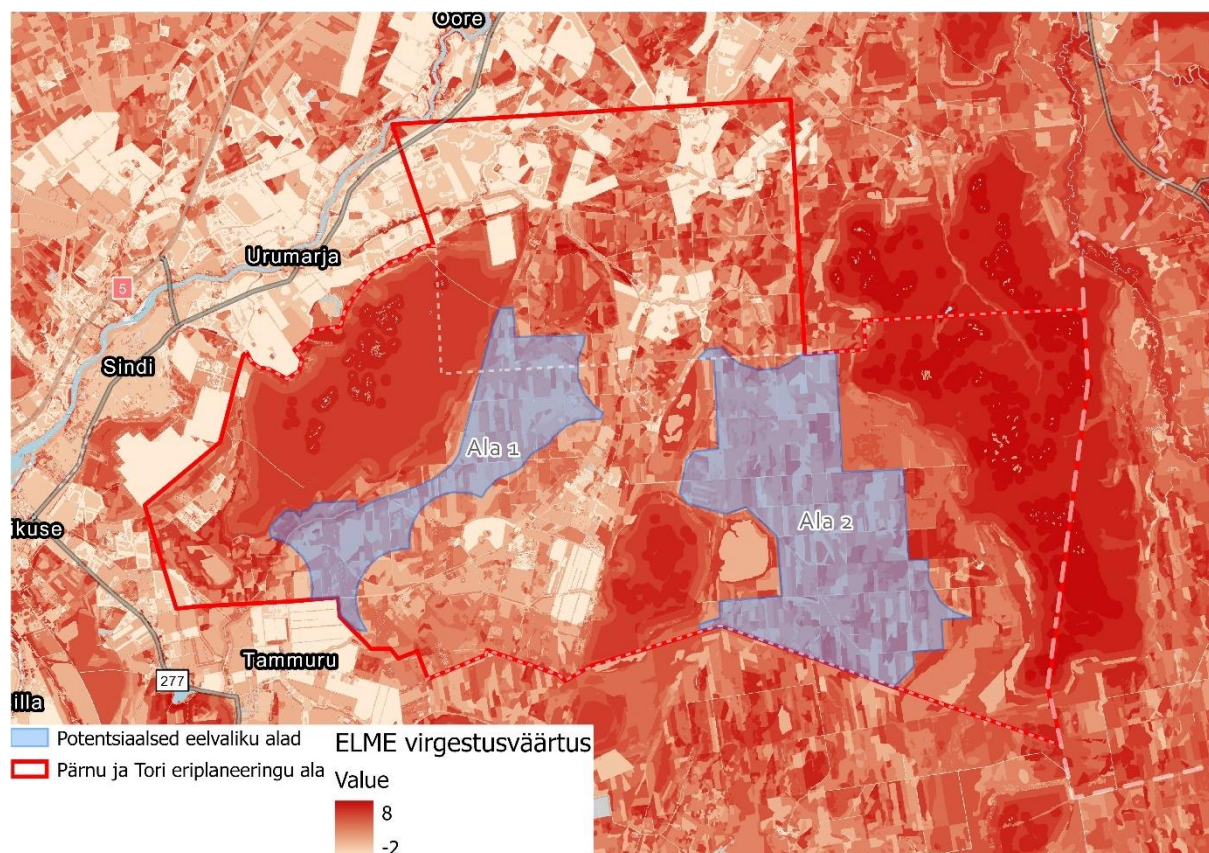 Oore
Urumarja
5
Sindi
Ala 1
Ala 2
ikuse
Tammuru
277
illa
Potentsiaalsed eelvaliku alad
Pärnu ja Tori eriplaneeringu ala
ELME virgestusväärtus
Value
8
-2